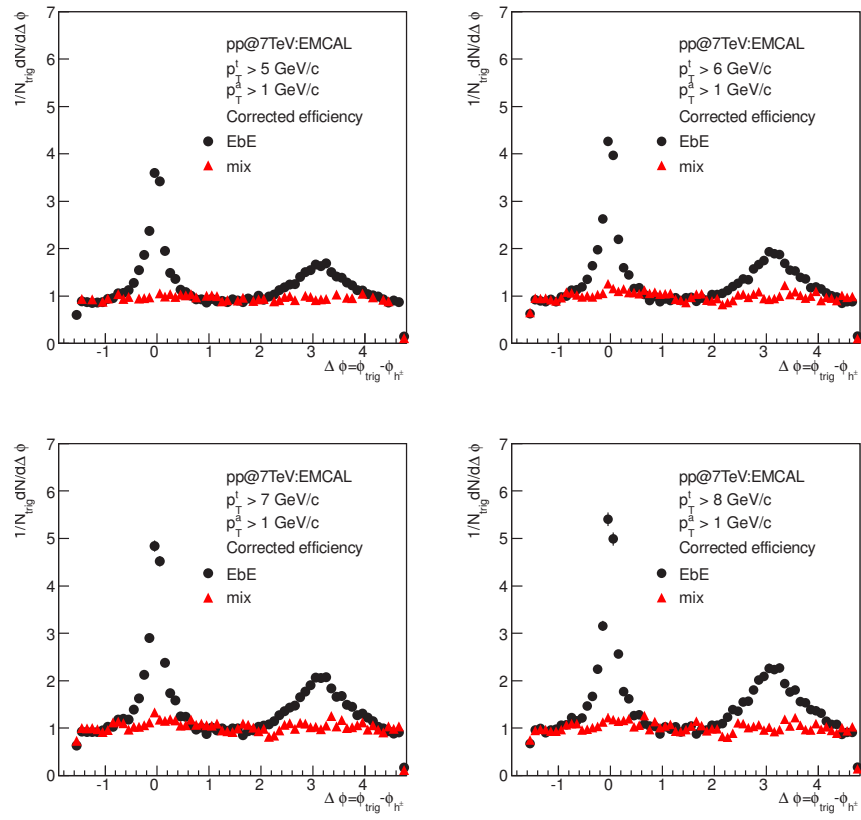 1/N_trig dN/dΔ ϕ
7
6
5
4
3
2
1
0
pp@7TeV:EMCAL
p_T^t > 5 GeV/c
p_T^a > 1 GeV/c
Corrected efficiency
EbE
mix
-1 0 1 2 3 4
Δ ϕ=ϕ_trig-ϕ_h±
1/N_trig dN/dΔ ϕ
7
6
5
4
3
2
1
0
pp@7TeV:EMCAL
p_T^t > 6 GeV/c
p_T^a > 1 GeV/c
Corrected efficiency
EbE
mix
-1 0 1 2 3 4
Δ ϕ=ϕ_trig-ϕ_h±
1/N_trig dN/dΔ ϕ
7
6
5
4
3
2
1
0
pp@7TeV:EMCAL
p_T^t > 7 GeV/c
p_T^a > 1 GeV/c
Corrected efficiency
EbE
mix
-1 0 1 2 3 4
Δ ϕ=ϕ_trig-ϕ_h±
1/N_trig dN/dΔ ϕ
7
6
5
4
3
2
1
0
pp@7TeV:EMCAL
p_T^t > 8 GeV/c
p_T^a > 1 GeV/c
Corrected efficiency
EbE
mix
-1 0 1 2 3 4
Δ ϕ=ϕ_trig-ϕ_h±